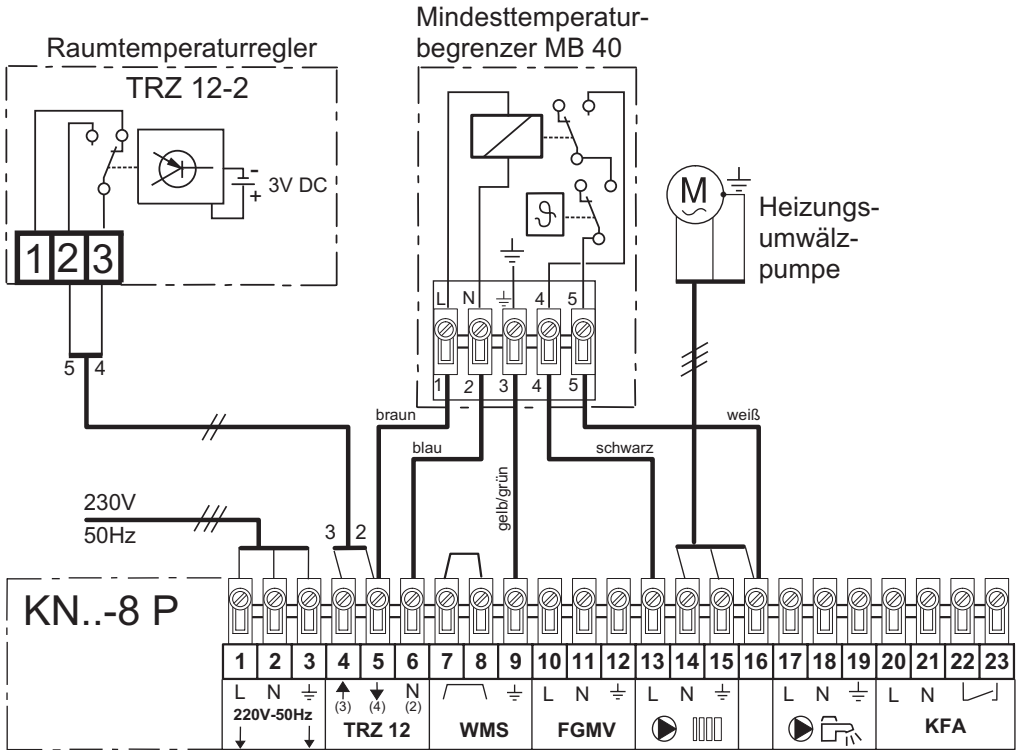 Mindesttemperatur-
begrenzer MB 40
Raumtemperaturregler
TRZ 12-2
3V DC
-
+
1 2 3
ϑ
M
Heizungs-
umwälz-
pumpe
L N 4 5
5 4
1 2 3 4 5
braun
weiß
blau
schwarz
gelb/grün
230V
50Hz
3 2
KN..-8 P
1 2 3 4 5 6 7 8 9 10 11 12 13 14 15 16 17 18 19 20 21 22 23
L N N L N L N L N L N
(3) (4) (2)
220V-50Hz
TRZ 12 WMS FGMV KFA